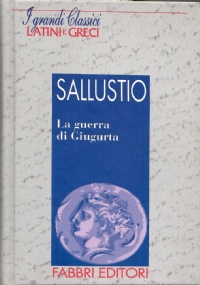 I grandi Classici
LATINI E GRECI
SALLUSTIO
La guerra
di Giugurta
FABBRI EDITORI